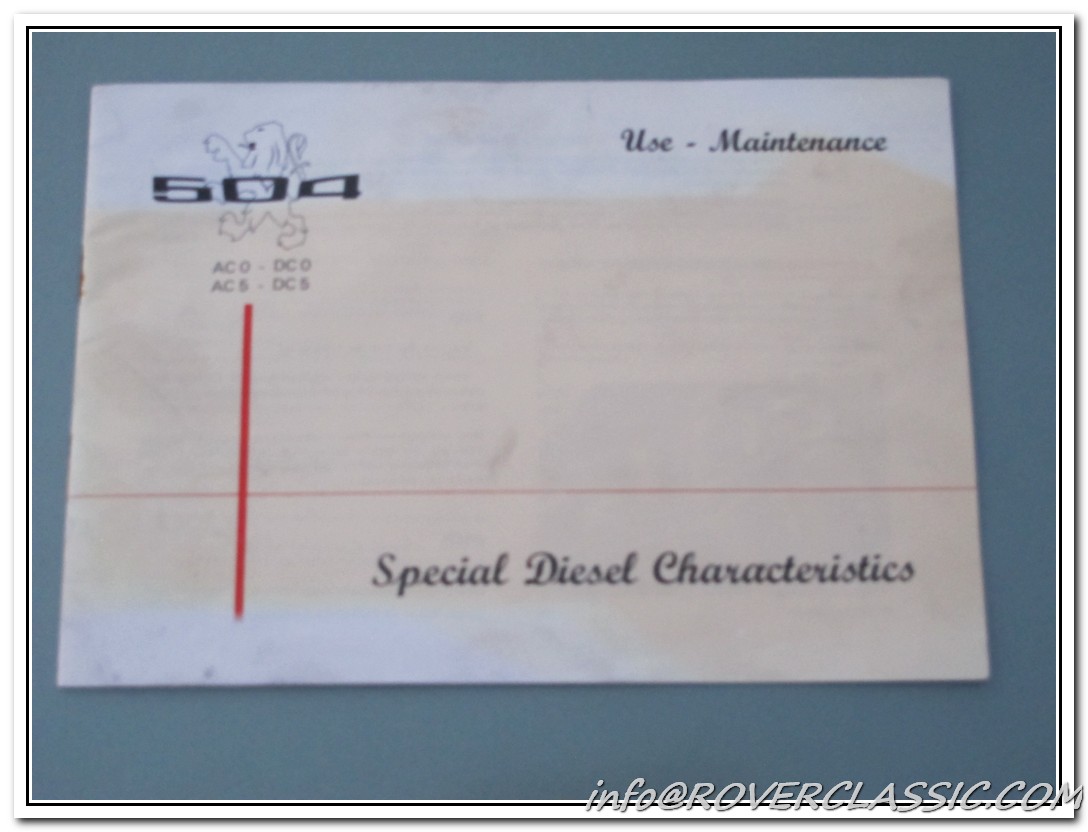 Use - Maintenance
504
AC0 - DC0
AC5 - DC5
Special Diesel Characteristics
info@ROVERCLASSIC.COM